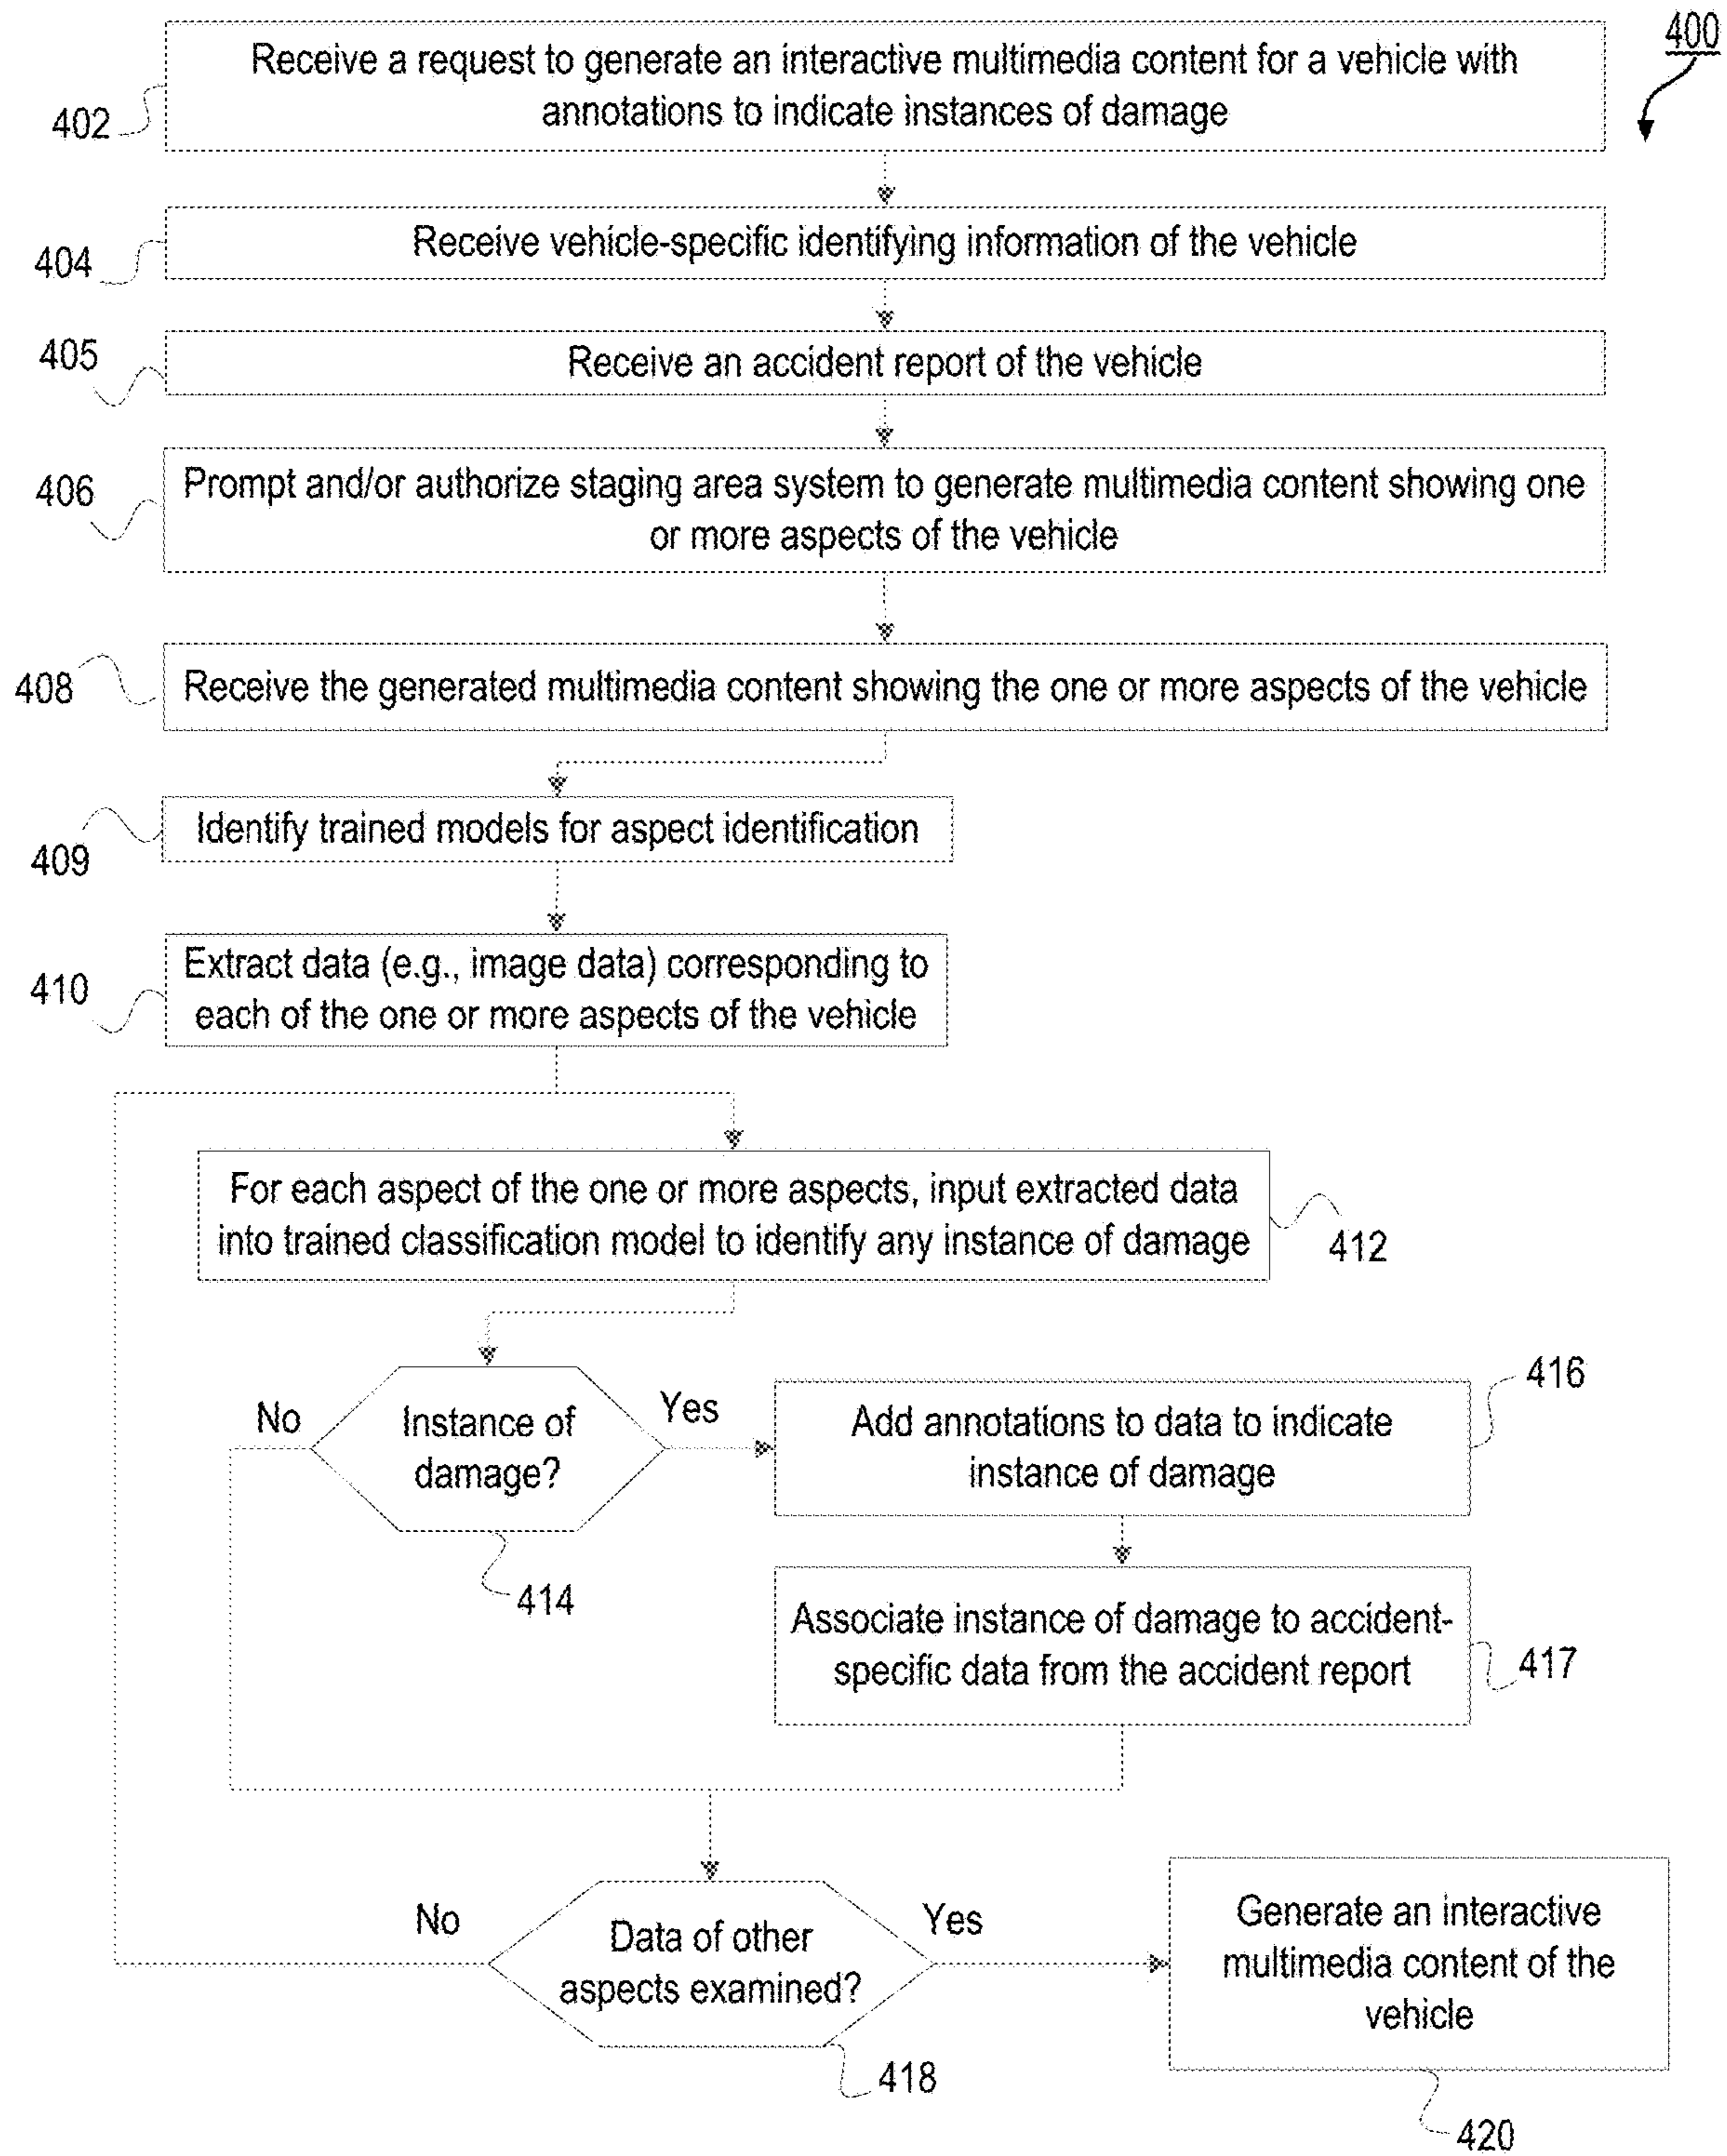 400
Receive a request to generate an interactive multimedia content for a vehicle with
annotations to indicate instances of damage
402
Receive vehicle-specific identifying information of the vehicle
404
Receive an accident report of the vehicle
405
Prompt and/or authorize staging area system to generate multimedia content showing one
or more aspects of the vehicle
406
Receive the generated multimedia content showing the one or more aspects of the vehicle
408
Identify trained models for aspect identification
409
Extract data (e.g., image data) corresponding to
each of the one or more aspects of the vehicle
410
For each aspect of the one or more aspects, input extracted data
into trained classification model to identify any instance of damage
412
No
Instance of
damage?
Yes
414
Add annotations to data to indicate
instance of damage
416
Associate instance of damage to accident-
specific data from the accident report
417
No
Data of other
aspects examined?
Yes
418
Generate an interactive
multimedia content of the
vehicle
420